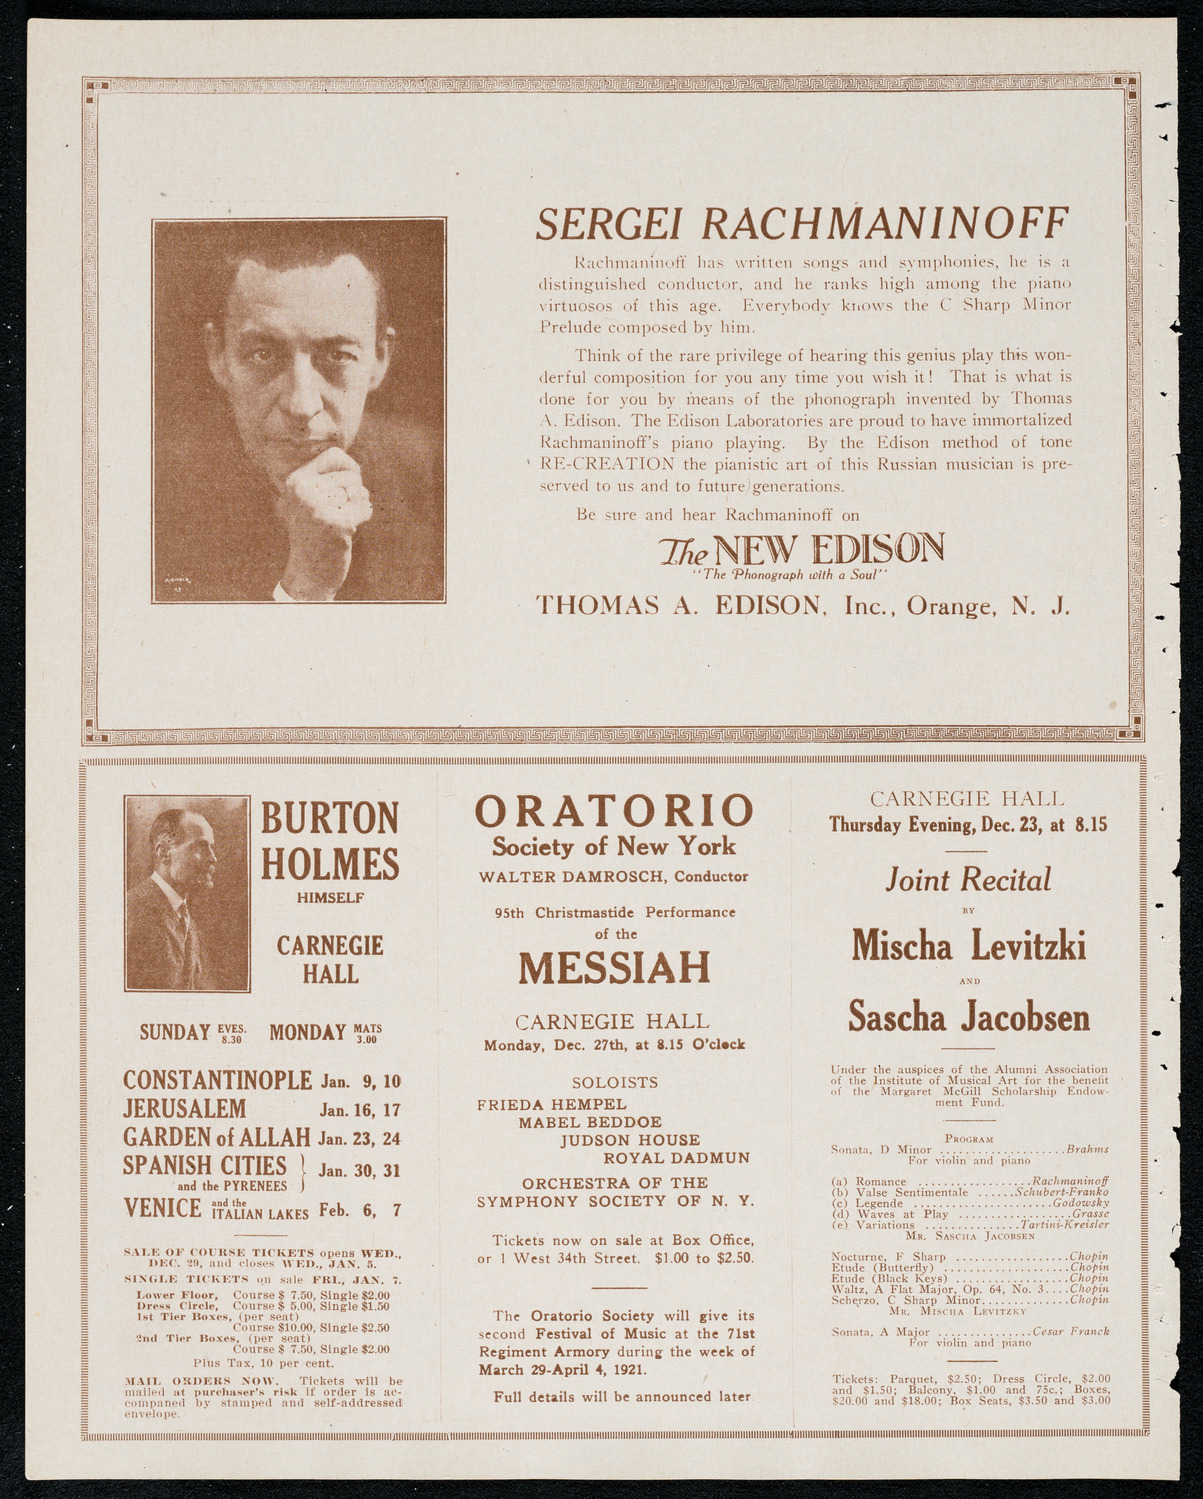 SERGEI RACHMANINOFF
Rachmaninoff has written songs and symphonies, he is a
distinguished conductor, and he ranks high among the piano
virtuosos of this age. Everybody knows the C Sharp Minor
Prelude composed by him.
Think of the rare privilege of hearing this genius play this won-
derful composition for you any time you wish it! That is what is
done for you by means of the phonograph invented by Thomas
A. Edison. The Edison Laboratories are proud to have immortalized
Rachmaninoff's piano playing. By the Edison method of tone
RE-CREATION the pianistic art of this Russian musician is pre-
served to us and to future generations.
Be sure and hear Rachmaninoff on
The NEW EDISON
"The Phonograph with a Soul"
THOMAS A. EDISON, Inc., Orange, N. J.
BURTON
HOLMES
HIMSELF
CARNEGIE
HALL
SUNDAY EVES. 8.30 MONDAY MATS 3.00
CONSTANTINOPLE Jan. 9, 10
JERUSALEM Jan. 16, 17
GARDEN of ALLAH Jan. 23, 24
SPANISH CITIES
and the PYRENEES } Jan. 30, 31
VENICE and the ITALIAN LAKES Feb. 6, 7
SALE OF COURSE TICKETS opens WED.,
DEC. 29, and closes WED., JAN. 5.
SINGLE TICKETS on sale FRI., JAN. 7.
Lower Floor, Course $ 7.50, Single $2.00
Dress Circle, Course $ 5.00, Single $1.50
1st Tier Boxes, (per seat)
Course $10.00, Single $2.50
2nd Tier Boxes, (per seat)
Course $ 7.50, Single $2.00
Plus Tax, 10 per cent.
MAIL ORDERS NOW. Tickets will be
mailed at purchaser's risk if order is ac-
companed by stamped and self-addressed
envelope.
ORATORIO
Society of New York
WALTER DAMROSCH, Conductor
95th Christmastide Performance
of the
MESSIAH
CARNEGIE HALL
Monday, Dec. 27th, at 8.15 O'clock
SOLOISTS
FRIEDA HEMPEL
MABEL BEDDOE
JUDSON HOUSE
ROYAL DADMUN
ORCHESTRA OF THE
SYMPHONY SOCIETY OF N. Y.
Tickets now on sale at Box Office,
or 1 West 34th Street. $1.00 to $2.50.
The Oratorio Society will give its
second Festival of Music at the 71st
Regiment Armory during the week of
March 29-April 4, 1921.
Full details will be announced later
CARNEGIE HALL
Thursday Evening, Dec. 23, at 8.15
Joint Recital
BY
Mischa Levitzki
AND
Sascha Jacobsen
Under the auspices of the Alumni Association
of the Institute of Musical Art for the benefit
of the Margaret McGill Scholarship Endow-
ment Fund.
PROGRAM
Sonata, D Minor ....................Brahms
For violin and piano
(a) Romance .................Rachmaninoff
(b) Valse Sentimentale ......Schubert-Franko
(c) Legende .....................Godowsky
(d) Waves at Play .................Grasse
(e) Variations ..............Tartini-Kreisler
MR. SASCHA JACOBSEN
Nocturne, F Sharp .................Chopin
Etude (Butterfly) ...................Chopin
Etude (Black Keys) .................Chopin
Waltz, A Flat Major, Op. 64, No. 3....Chopin
Scherzo, C Sharp Minor.............Chopin
MR. MISCHA LEVITZKY
Sonata, A Major ..............Cesar Franck
For violin and piano
Tickets: Parquet, $2.50; Dress Circle, $2.00
and $1.50; Balcony, $1.00 and 75c.; Boxes,
$20.00 and $18.00; Box Seats, $3.50 and $3.00